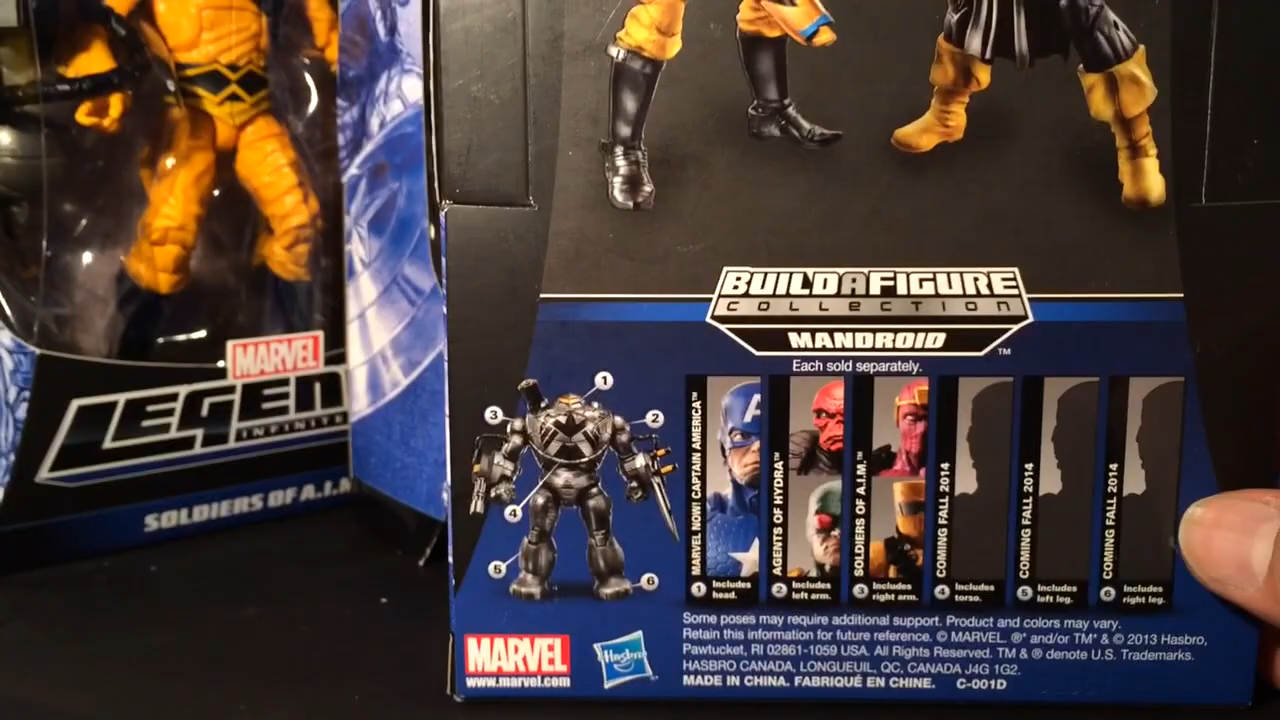 MARVEL
LEGEN
INFINITE
SOLDIERS OF A.I.M
BUILD A FIGURE
COLLECTION
MANDROID
™
Each sold separately.
1
2
3
4
5
6
MARVEL NOW! CAPTAIN AMERICA™
1 Includes head.
AGENTS OF HYDRA™
2 Includes left arm.
SOLDIERS OF A.I.M.™
3 Includes right arm.
COMING FALL 2014
4 Includes torso.
COMING FALL 2014
5 Includes left leg.
COMING FALL 2014
6 Includes right leg.
Some poses may require additional support. Product and colors may vary.
Retain this information for future reference. © MARVEL. ®* and/or TM* & © 2013 Hasbro,
Pawtucket, RI 02861-1059 USA. All Rights Reserved. TM & ® denote U.S. Trademarks.
HASBRO CANADA, LONGUEUIL, QC, CANADA J4G 1G2.
MADE IN CHINA. FABRIQUÉ EN CHINE. C-001D
MARVEL
www.marvel.com
Hasbro